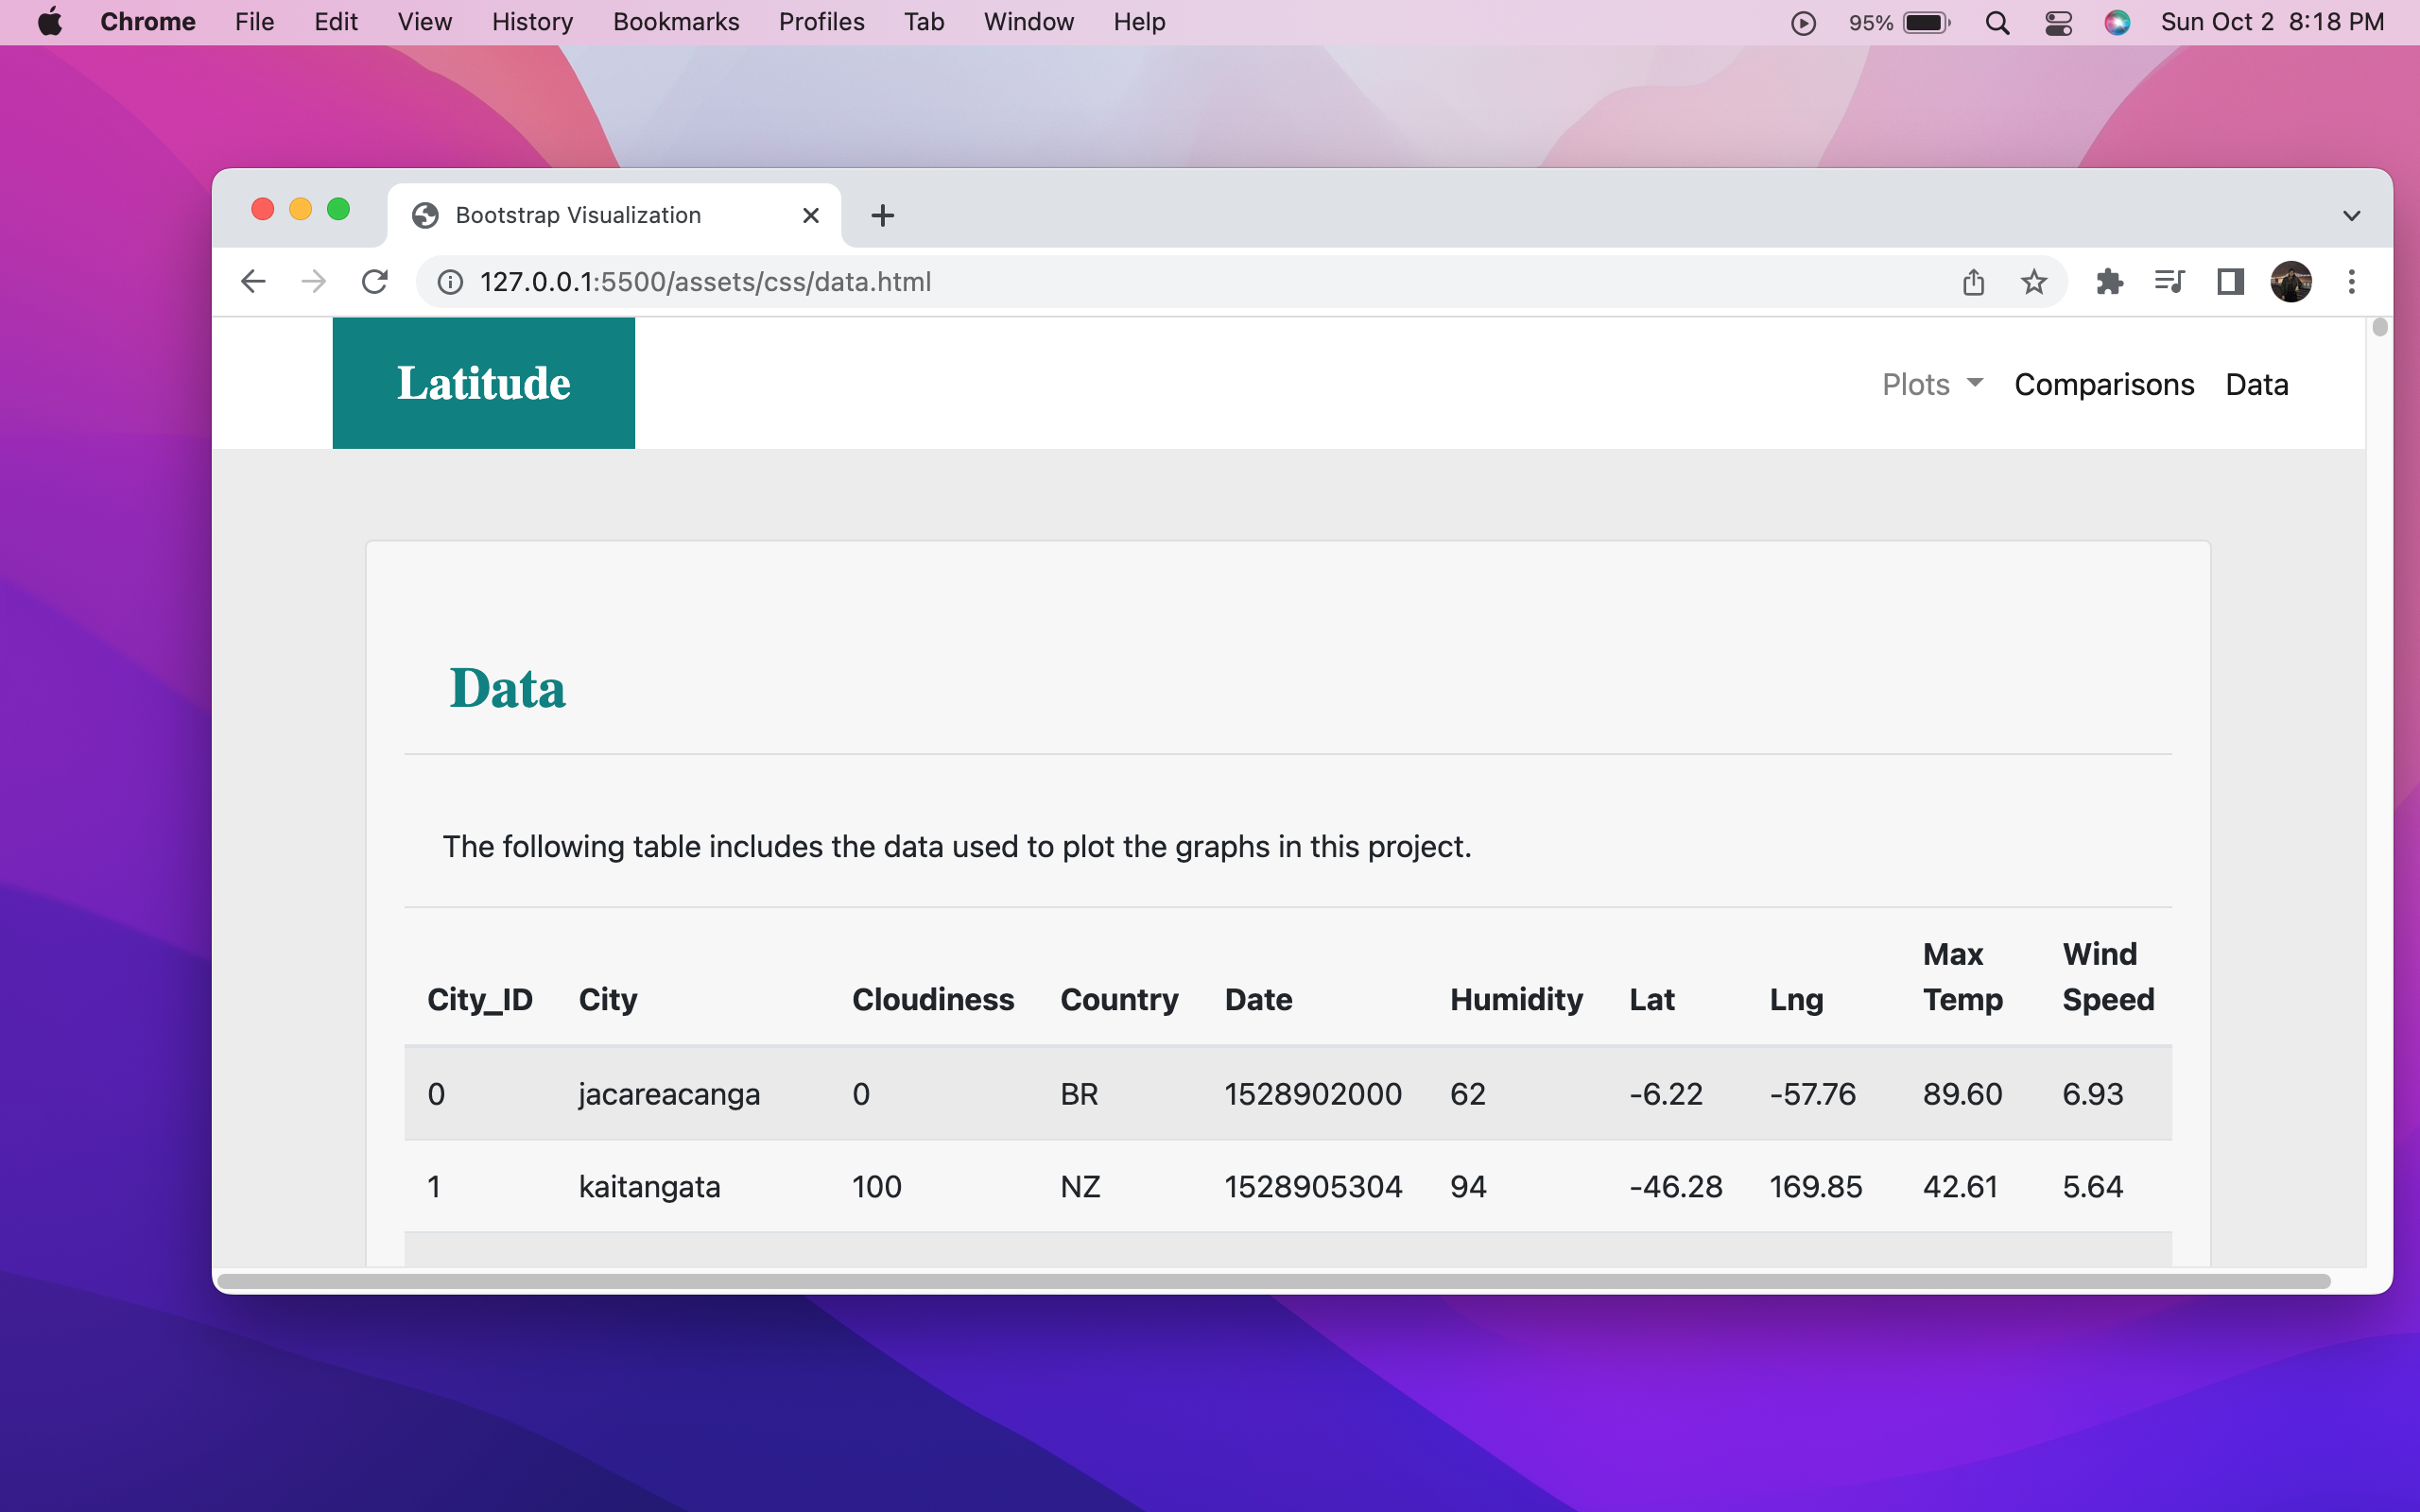 Chrome File Edit View History Bookmarks Profiles Tab Window Help 95% Sun Oct 2 8:18 PM
Bootstrap Visualization
127.0.0.1:5500/assets/css/data.html
Latitude Plots Comparisons Data
Data
The following table includes the data used to plot the graphs in this project.
City_ID City Cloudiness Country Date Humidity Lat Lng Max Temp Wind Speed
0 jacareacanga 0 BR 1528902000 62 -6.22 -57.76 89.60 6.93
1 kaitangata 100 NZ 1528905304 94 -46.28 169.85 42.61 5.64